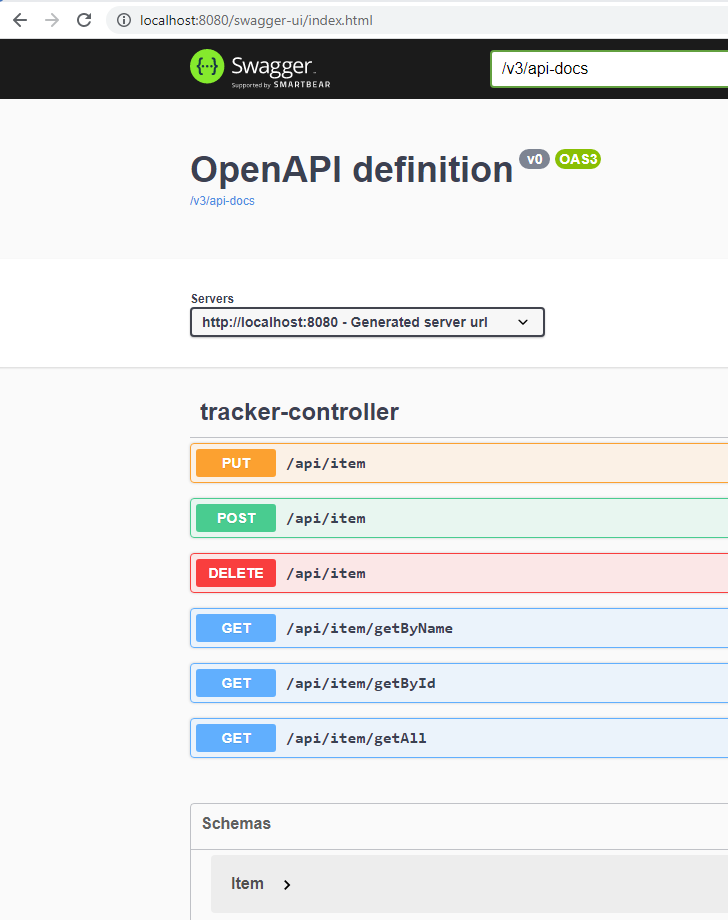 localhost:8080/swagger-ui/index.html
{···} Swagger™
Supported by SMARTBEAR
/v3/api-docs
OpenAPI definition v0 OAS3
/v3/api-docs
Servers
http://localhost:8080 - Generated server url
tracker-controller
PUT /api/item
POST /api/item
DELETE /api/item
GET /api/item/getByName
GET /api/item/getById
GET /api/item/getAll
Schemas
Item